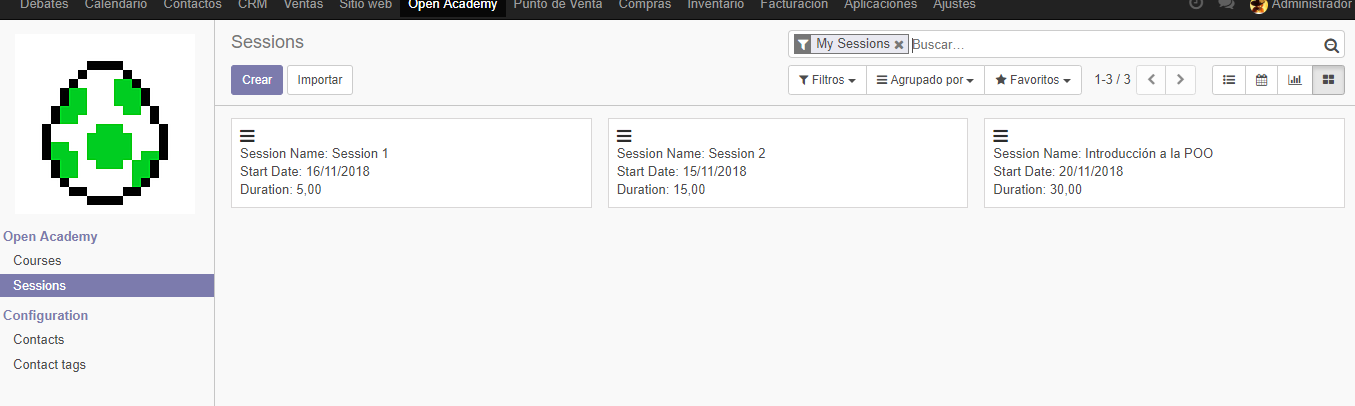 Debates Calendario Contactos CRM Ventas Sitio web Open Academy Punto de Venta Compras Inventario Facturación Aplicaciones Ajustes Administrador
Sessions
My Sessions Buscar...
Crear Importar
Filtros Agrupado por Favoritos 1-3 / 3
Session Name: Session 1
Start Date: 16/11/2018
Duration: 5,00
Session Name: Session 2
Start Date: 15/11/2018
Duration: 15,00
Session Name: Introducción a la POO
Start Date: 20/11/2018
Duration: 30,00
Open Academy
Courses
Sessions
Configuration
Contacts
Contact tags